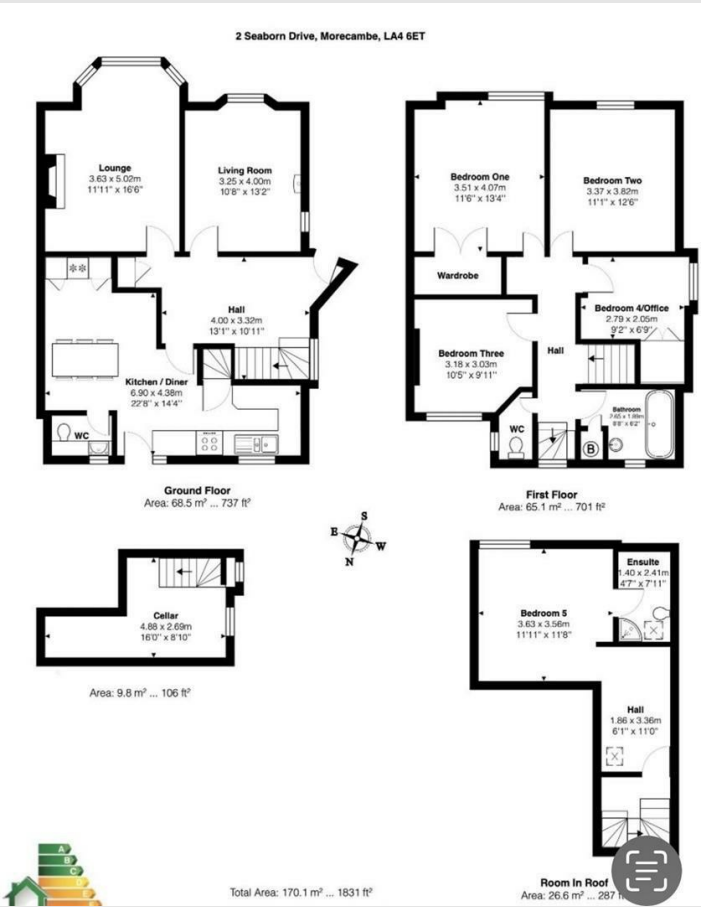 2 Seaborn Drive, Morecambe, LA4 6ET
Lounge
3.63 x 5.02m
11'11" x 16'6"
Living Room
3.25 x 4.00m
10'8" x 13'2"
Hall
4.00 x 3.32m
13'1" x 10'11"
Kitchen / Diner
6.90 x 4.38m
22'8" x 14'4"
WC
Ground Floor
Area: 68.5 m² ... 737 ft²
Bedroom One
3.51 x 4.07m
11'6" x 13'4"
Bedroom Two
3.37 x 3.82m
11'1" x 12'6"
Wardrobe
Bedroom 4/Office
2.79 x 2.05m
9'2" x 6'9"
Bedroom Three
3.18 x 3.03m
10'5" x 9'11"
Hall
WC
Bathroom
B
First Floor
Area: 65.1 m² ... 701 ft²
S
E
W
N
Cellar
4.88 x 2.69m
16'0" x 8'10"
Area: 9.8 m² ... 106 ft²
Ensuite
1.40 x 2.41m
4'7" x 7'11"
Bedroom 5
3.63 x 3.56m
11'11" x 11'8"
Hall
1.86 x 3.36m
6'1" x 11'0"
Room In Roof
Area: 26.6 m² ... 287 f
Total Area: 170.1 m² ... 1831 ft²
A
B
C
D
E